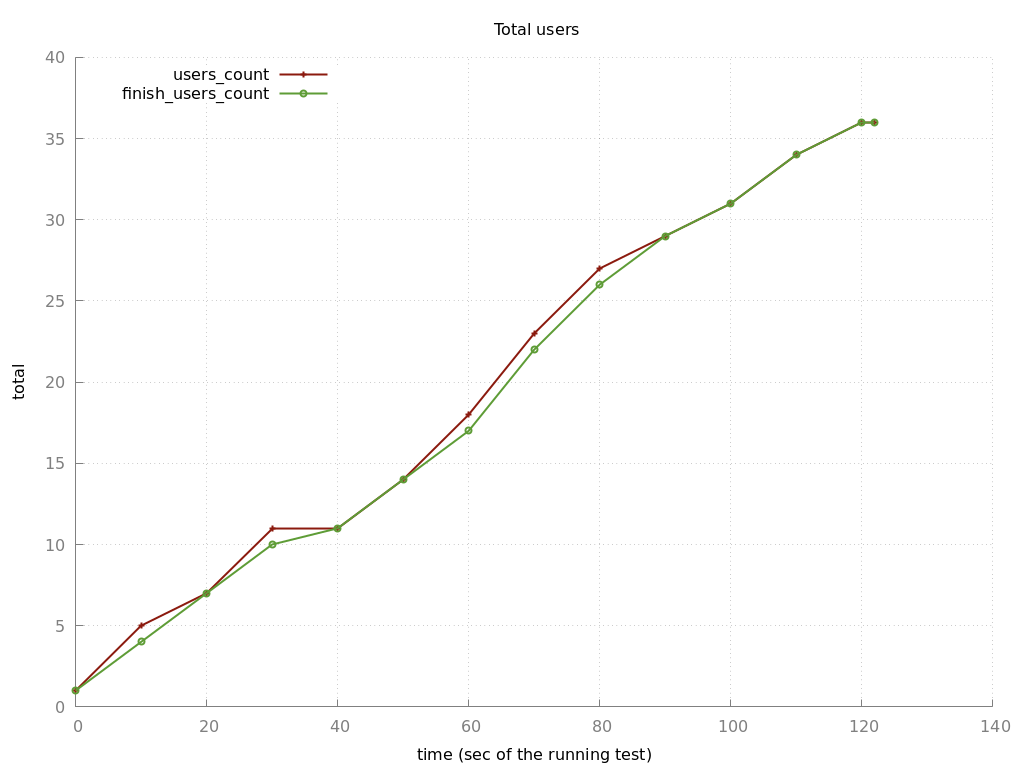 Total users
users_count
finish_users_count
40
35
30
25
20
15
10
5
0
total
0 20 40 60 80 100 120 140
time (sec of the running test)